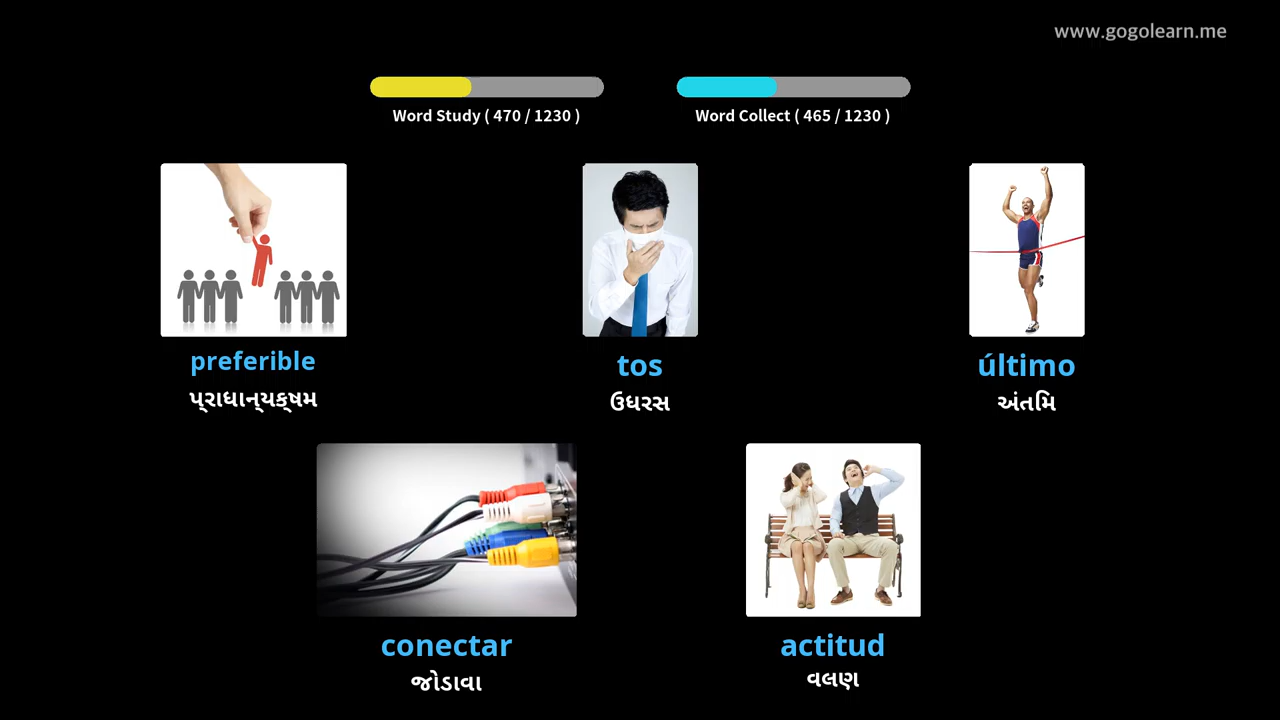 www.gogolearn.me
Word Study ( 470 / 1230 )
Word Collect ( 465 / 1230 )
preferible
પ્રાધાન્યક્ષમ
tos
ઉધરસ
último
અંતમિ
conectar
જોડાવા
actitud
વલણ